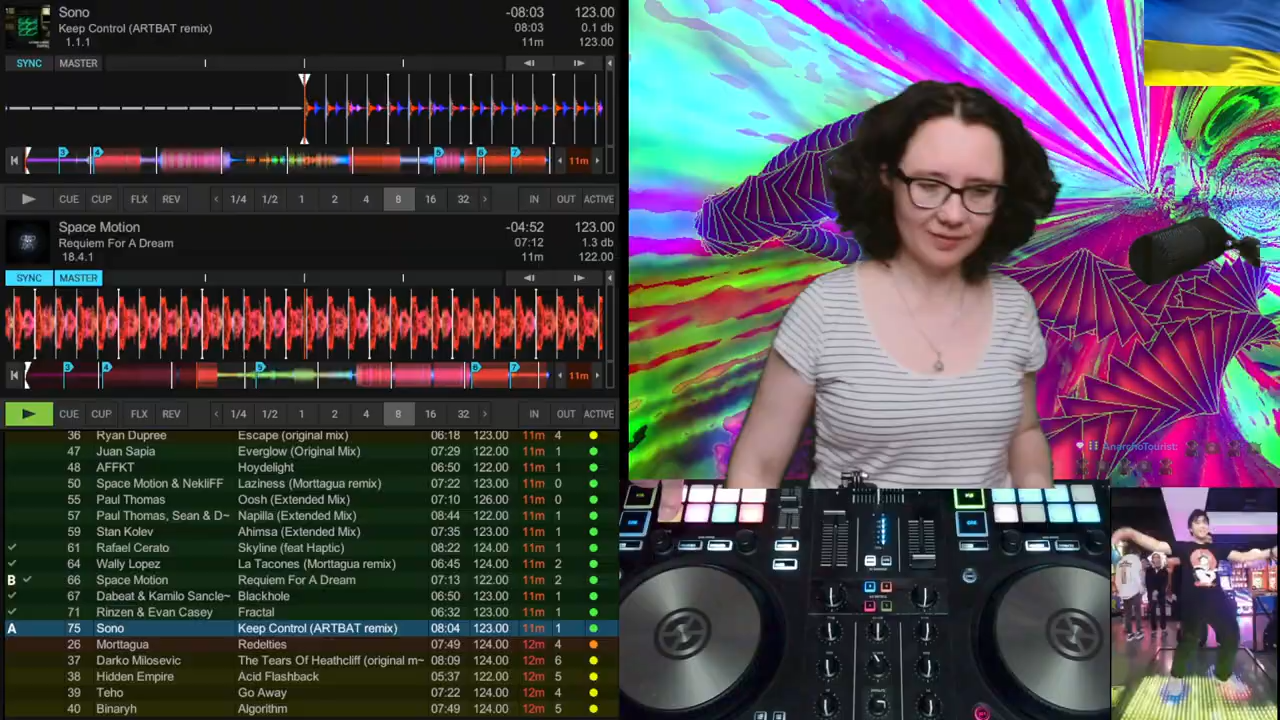 Sono
-08:03
123.00
Keep Control (ARTBAT remix)
08:03
0.1 db
1.1.1
11m
123.00
SYNC
MASTER
3
4
5
6
7
11m
CUE
CUP
FLX
REV
1/4
1/2
1
2
4
8
16
32
IN
OUT
ACTIVE
Space Motion
-04:52
123.00
Requiem For A Dream
07:12
1.3 db
18.4.1
11m
122.00
SYNC
MASTER
3
4
5
6
7
11m
CUE
CUP
FLX
REV
1/4
1/2
1
2
4
8
16
32
IN
OUT
ACTIVE
36 Ryan Dupree Escape (original mix) 06:18 123.00 11m 4
47 Juan Sapia Everglow (Original Mix) 07:29 122.00 11m 1
48 AFFKT Hoydelight 06:50 122.00 11m 1
50 Space Motion & NekliFF Laziness (Morttagua remix) 07:22 123.00 11m 0
55 Paul Thomas Oosh (Extended Mix) 07:10 126.00 11m 0
57 Paul Thomas, Sean & D~ Napilla (Extended Mix) 08:44 122.00 11m 1
59 Stan Kolev Ahimsa (Extended Mix) 07:35 123.00 11m 1
61 Rafael Cerato Skyline (feat Haptic) 08:22 124.00 11m 1
64 Wally Lopez La Tacones (Morttagua remix) 06:45 124.00 11m 2
B 66 Space Motion Requiem For A Dream 07:13 122.00 11m 2
67 Dabeat & Kamilo Sancle~ Blackhole 06:50 123.00 11m 1
71 Rinzen & Evan Casey Fractal 06:32 123.00 11m 1
A 75 Sono Keep Control (ARTBAT remix) 08:04 123.00 11m 1
26 Morttagua Redelties 07:49 124.00 12m 4
37 Darko Milosevic The Tears Of Heathcliff (original m~ 08:09 124.00 12m 6
38 Hidden Empire Acid Flashback 05:37 122.00 12m 5
39 Teho Go Away 07:22 124.00 12m 4
40 Binaryh Algorithm 07:49 124.00 12m 5
AnarchoTourist: